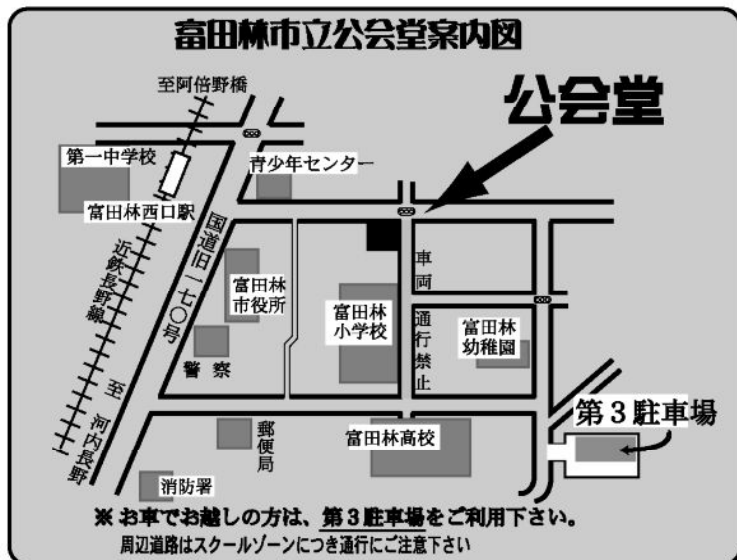 富田林市立公会堂案内図
至阿倍野橋
公会堂
第一中学校
青少年センター
富田林西口駅
国道旧一七〇号
近鉄長野線
車両通行禁止
富田林
市役所
富田林
小学校
富田林
幼稚園
警察
至河内長野
第3駐車場
郵便局
富田林高校
消防署
※お車でお越しの方は、第3駐車場をご利用下さい。
周辺道路はスクールゾーンにつき通行にご注意下さい